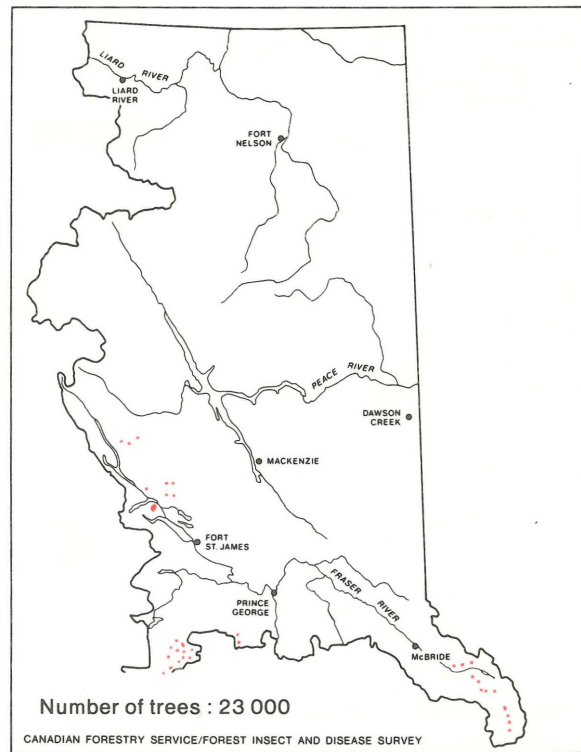 LIARD RIVER
LIARD
RIVER
FORT
NELSON
PEACE RIVER
DAWSON
CREEK
MACKENZIE
FORT
ST. JAMES
FRASER RIVER
PRINCE
GEORGE
McBRIDE
Number of trees : 23 000
CANADIAN FORESTRY SERVICE/FOREST INSECT AND DISEASE SURVEY